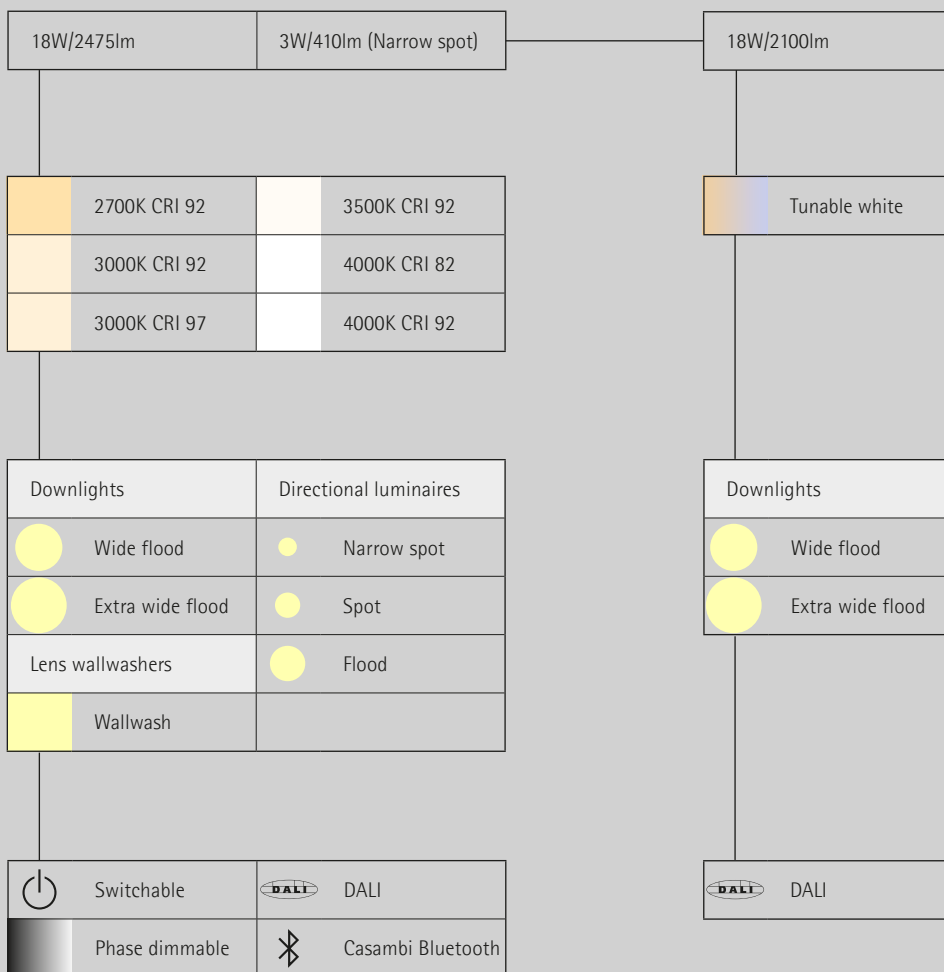 18W/2475lm 3W/410lm (Narrow spot) 18W/2100lm
2700K CRI 92 3500K CRI 92 Tunable white
3000K CRI 92 4000K CRI 82
3000K CRI 97 4000K CRI 92
Downlights Directional luminaires Downlights
Wide flood Narrow spot Wide flood
Extra wide flood Spot Extra wide flood
Lens wallwashers Flood
Wallwash
Switchable DALI DALI DALI DALI
Phase dimmable Casambi Bluetooth